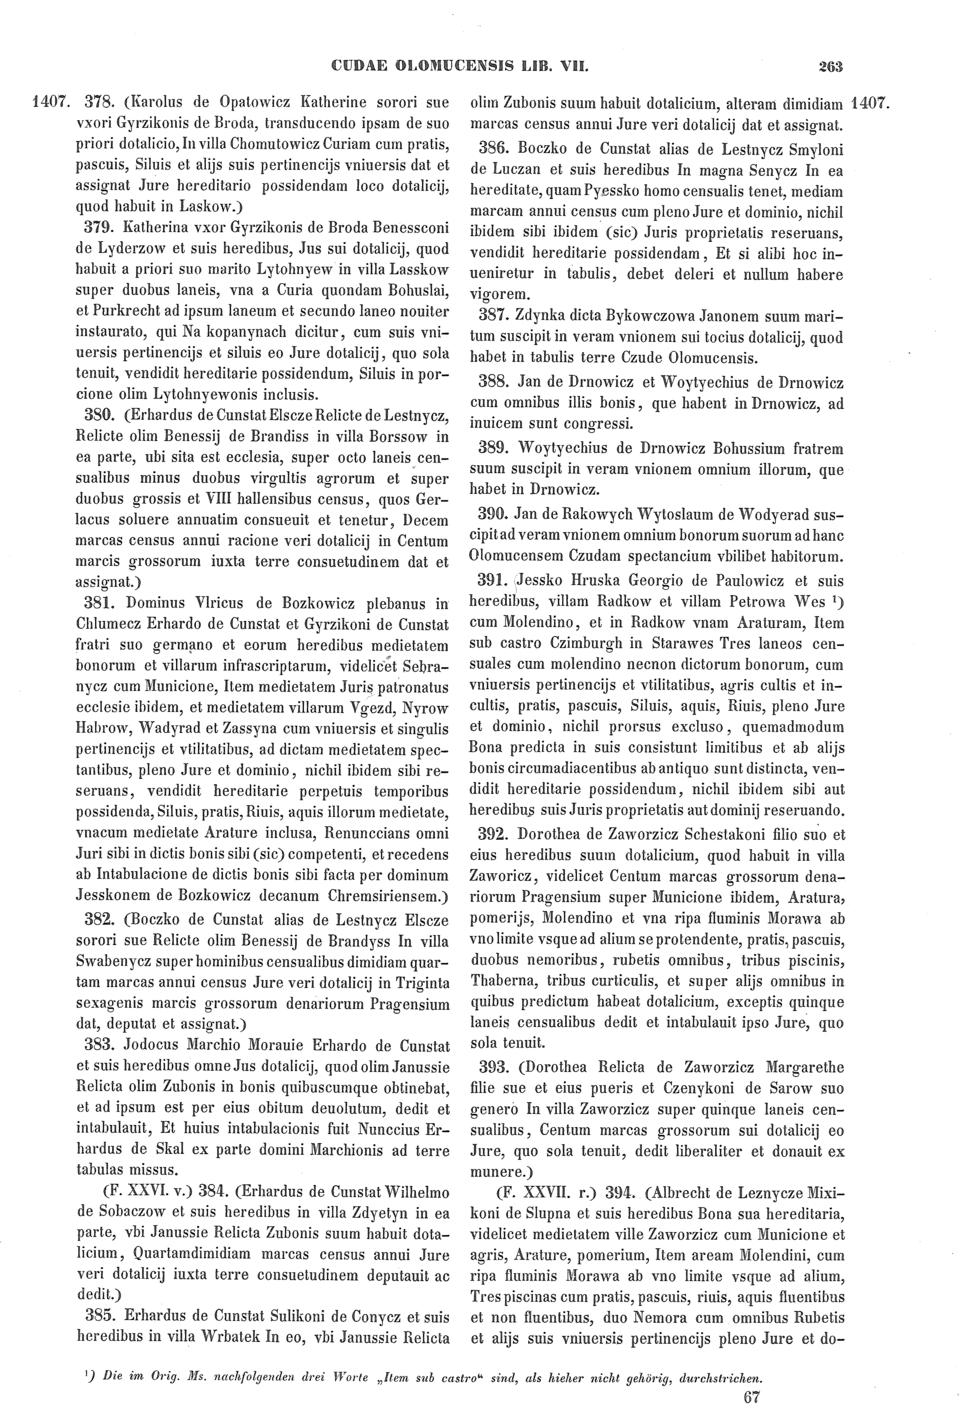 CUDAE OLOMUCENSIS LIB. VII.
263
1407.
378. (Karolus de Opatowicz Katherine sorori sue
vxori Gyrzikonis de Broda, transducendo ipsam de suo
priori dotalicio, In villa Chomutowicz Curiam cum pratis,
pascuis, Siluis et alijs suis pertinencijs vniuersis dat et
assignat Jure hereditario possidendam loco dotalicij,
quod habuit in Laskow.)
379. Katherina vxor Gyrzikonis de Broda Benessconi
de Lyderzow et suis heredibus, Jus sui dotalicij, quod
habuit a priori suo marito Lytohnyew in villa Lasskow
super duobus laneis, vna a Curia quondam Bohuslai,
et Purkrecht ad ipsum laneum et secundo laneo nouiter
instaurato, qui Na kopanynach dicitur, cum suis vni-
uersis pertinencijs et siluis eo Jure dotalicij, quo sola
tenuit, vendidit hereditarie possidendum, Siluis in por-
cione olim Lytohnyewonis inclusis.
380. (Erhardus de Cunstat Elscze Relicte de Lestnycz,
Relicte olim Benessij de Brandiss in villa Borssow in
ea parte, ubi sita est ecclesia, super octo laneis cen-
sualibus minus duobus virgultis agrorum et super
duobus grossis et VIII hallensibus census, quos Ger-
lacus soluere annuatim consueuit et tenetur, Decem
marcas census annui racione veri dotalicij in Centum
marcis grossorum iuxta terre consuetudinem dat et
assignat.)
381. Dominus Vlricus de Bozkowicz plebanus in
Chlumecz Erhardo de Cunstat et Gyrzikoni de Cunstat
fratri suo germano et eorum heredibus medietatem
bonorum et villarum infrascriptarum, videlicet Sebra-
nycz cum Municione, Item medietatem Juris patronatus
ecclesie ibidem, et medietatem villarum Vgezd, Nyrow
Habrow, Wadyrad et Zassyna cum vniuersis et singulis
pertinencijs et vtilitatibus, ad dictam medietatem spec-
tantibus, pleno Jure et dominio, nichil ibidem sibi re-
seruans, vendidit hereditarie perpetuis temporibus
possidenda, Siluis, pratis, Riuis, aquis illorum medietate,
vnacum medietate Arature inclusa, Renunccians omni
Juri sibi in dictis bonis sibi (sic) competenti, et recedens
ab Intabulacione de dictis bonis sibi facta per dominum
Jesskonem de Bozkowicz decanum Chremsiriensem.)
382. (Boczko de Cunstat alias de Lestnycz Elscze
sorori sue Relicte olim Benessij de Brandyss In villa
Swabenycz super hominibus censualibus dimidiam quar-
tam marcas annui census Jure veri dotalicij in Triginta
sexagenis marcis grossorum denariorum Pragensium
dat, deputat et assignat.)
383. Jodocus Marchio Morauie Erhardo de Cunstat
et suis heredibus omne Jus dotalicij, quod olim Janussie
Relicta olim Zubonis in bonis quibuscumque obtinebat,
et ad ipsum est per eius obitum deuolutum, dedit et
intabulauit, Et huius intabulacionis fuit Nunccius Er-
hardus de Skal ex parte domini Marchionis ad terre
tabulas missus.
(F. XXVI. v.) 384. (Erhardus de Cunstat Wilhelmo
de Sobaczow et suis heredibus in villa Zdyetyn in ea
parte, vbi Janussie Relicta Zubonis suum habuit dota-
licium, Quartamdimidiam marcas census annui Jure
veri dotalicij iuxta terre consuetudinem deputauit ac
dedit.)
385. Erhardus de Cunstat Sulikoni de Conycz et suis
heredibus in villa Wrbatek In eo, vbi Janussie Relicta
olim Zubonis suum habuit dotalicium, alteram dimidiam 1407.
marcas census annui Jure veri dotalicij dat et assignat.
386. Boczko de Cunstat alias de Lestnycz Smyloni
de Luczan et suis heredibus In magna Senycz In ea
hereditate, quam Pyessko homo censualis tenet, mediam
marcam annui census cum pleno Jure et dominio, nichil
ibidem sibi ibidem (sic) Juris proprietatis reseruans,
vendidit hereditarie possidendam, Et si alibi hoc in-
ueniretur in tabulis, debet deleri et nullum habere
vigorem.
387. Zdynka dicta Bykowczowa Janonem suum mari-
tum suscipit in veram vnionem sui tocius dotalicij, quod
habet in tabulis terre Czude Olomucensis.
388. Jan de Drnowicz et Woytyechius de Drnowicz
cum omnibus illis bonis, que habent in Drnowicz, ad
inuicem sunt congressi.
389. Woytyechius de Drnowicz Bohussium fratrem
suum suscipit in veram vnionem omnium illorum, que
habet in Drnowicz.
390. Jan de Rakowych Wytoslaum de Wodyerad sus-
cipit ad veram vnionem omnium bonorum suorum ad hanc
Olomucensem Czudam spectancium vbilibet habitorum.
391. Jessko Hruska Georgio de Paulowicz et suis
heredibus, villam Radkow et villam Petrowa Wes ¹)
cum Molendino, et in Radkow vnam Araturam, Item
sub castro Czimburgh in Starawes Tres laneos cen-
suales cum molendino necnon dictorum bonorum, cum
vniuersis pertinencijs et vtilitatibus, agris cultis et in-
cultis, pratis, pascuis, Siluis, aquis, Riuis, pleno Jure
et dominio, nichil prorsus excluso, quemadmodum
Bona predicta in suis consistunt limitibus et ab alijs
bonis circumadiacentibus ab antiquo sunt distincta, ven-
didit hereditarie possidendum, nichil ibidem sibi aut
heredibus suis Juris proprietatis aut dominij reseruando.
392. Dorothea de Zaworzicz Schestakoni filio suo et
eius heredibus suum dotalicium, quod habuit in villa
Zaworicz, videlicet Centum marcas grossorum dena-
riorum Pragensium super Municione ibidem, Aratura,
pomerijs, Molendino et vna ripa fluminis Morawa ab
vno limite vsque ad alium se protendente, pratis, pascuis,
duobus nemoribus, rubetis omnibus, tribus piscinis,
Thaberna, tribus curticulis, et super alijs omnibus in
quibus predictum habeat dotalicium, exceptis quinque
laneis censualibus dedit et intabulauit ipso Jure, quo
sola tenuit.
393. (Dorothea Relicta de Zaworzicz Margarethe
filie sue et eius pueris et Czenykoni de Sarow suo
genero In villa Zaworzicz super quinque laneis cen-
sualibus, Centum marcas grossorum sui dotalicij eo
Jure, quo sola tenuit, dedit liberaliter et donauit ex
munere.)
(F. XXVII. r.) 394. (Albrecht de Leznycze Mixi-
koni de Slupna et suis heredibus Bona sua hereditaria,
videlicet medietatem ville Zaworzicz cum Municione et
agris, Arature, pomerium, Item aream Molendini, cum
ripa fluminis Morawa ab vno limite vsque ad alium,
Tres piscinas cum pratis, pascuis, riuis, aquis fluentibus
et non fluentibus, duo Nemora cum omnibus Rubetis
et alijs suis vniuersis pertinencijs pleno Jure et do-
¹) Die im Orig. Ms. nachfolgenden drei Worte „Item sub castro“ sind, als hieher nicht gehörig, durchstrichen.
67